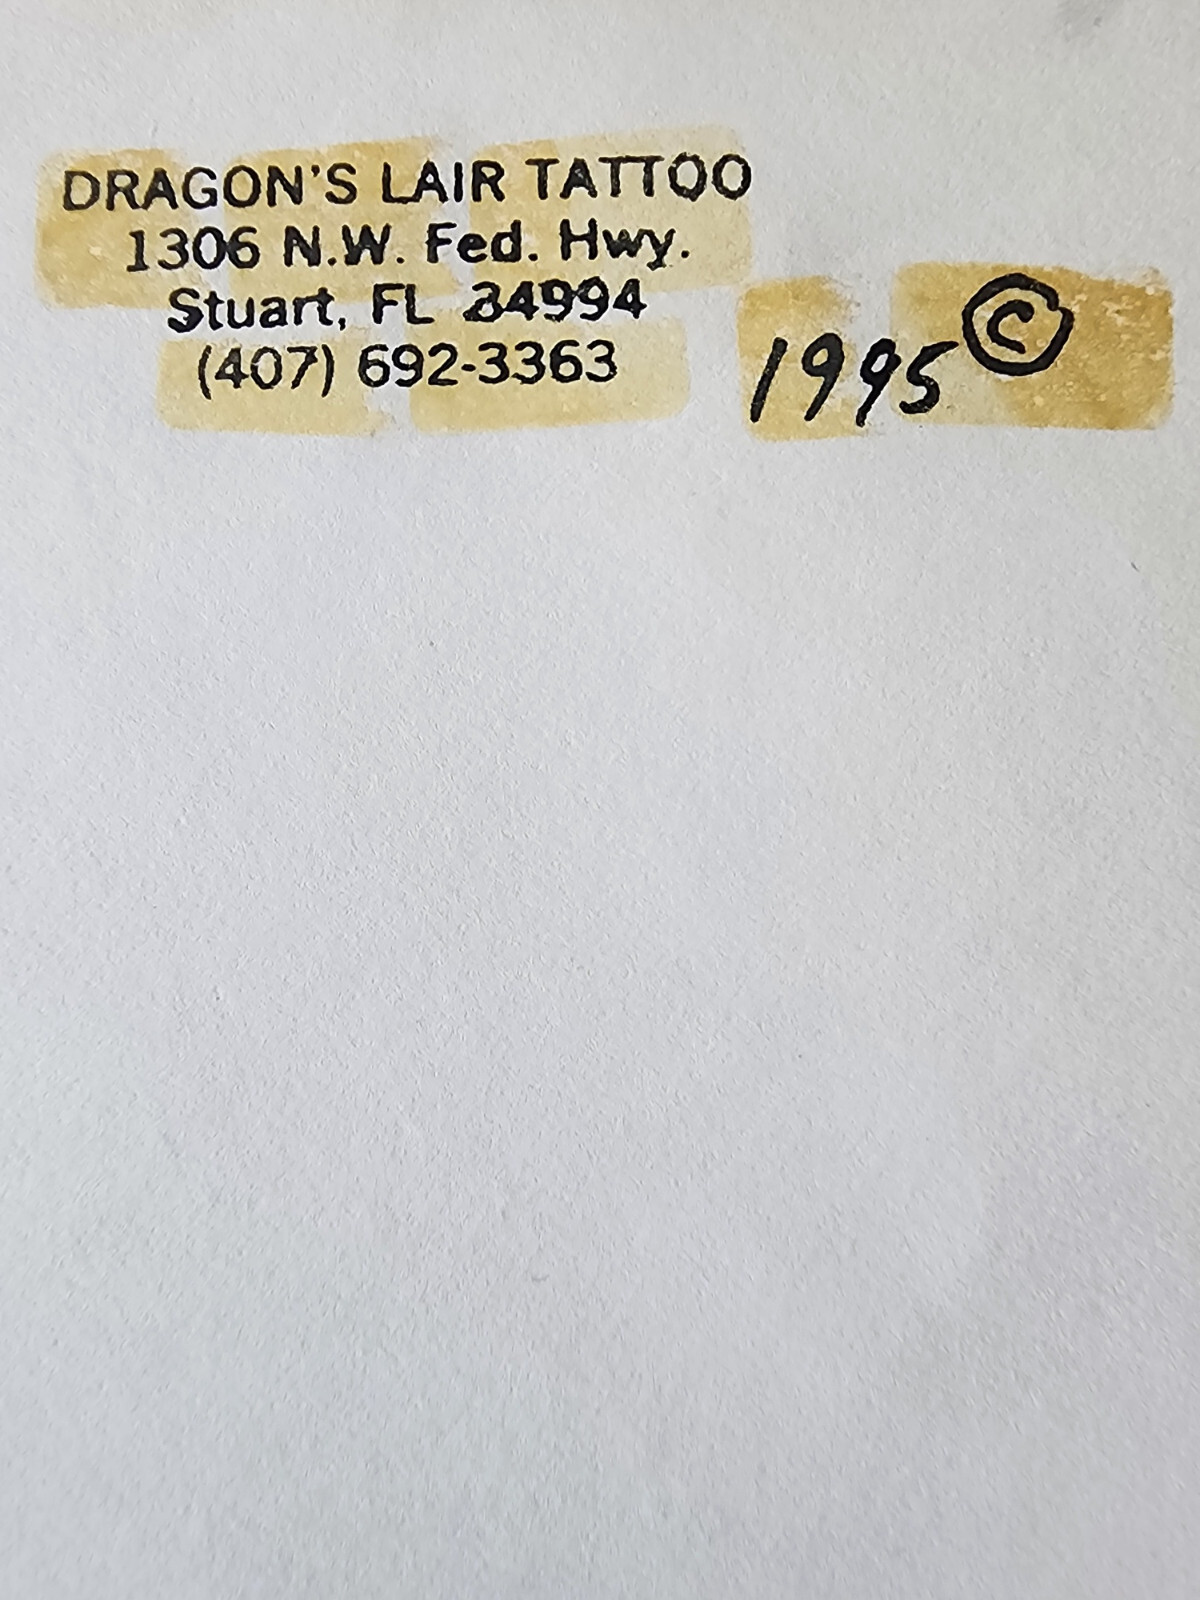 DRAGON'S LAIR TATTOO
1306 N.W. Fed. Hwy.
Stuart, FL 34994
(407) 692-3363
1995 ©